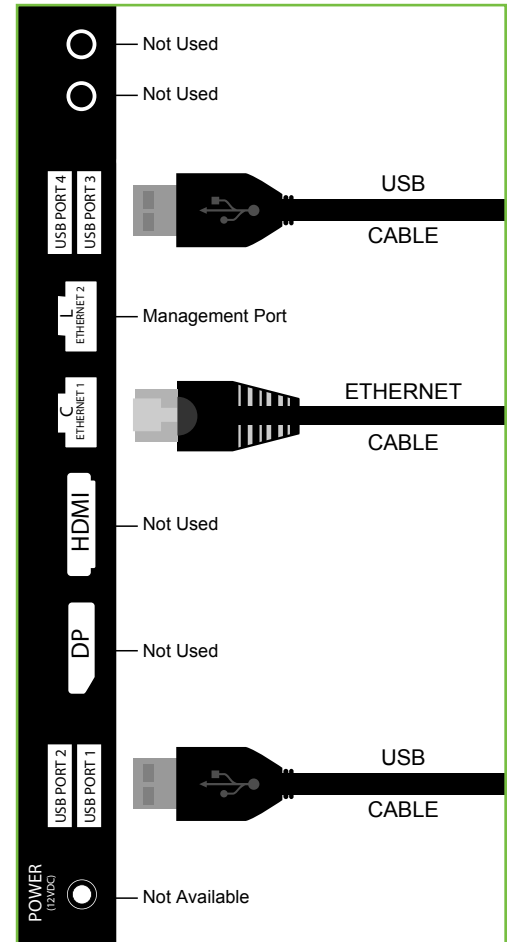 Not Used
Not Used
USB PORT 4
USB PORT 3
USB
CABLE
L
ETHERNET 2
Management Port
C
ETHERNET 1
ETHERNET
CABLE
HDMI
Not Used
DP
Not Used
USB PORT 2
USB PORT 1
USB
CABLE
POWER
(12VDC)
Not Available